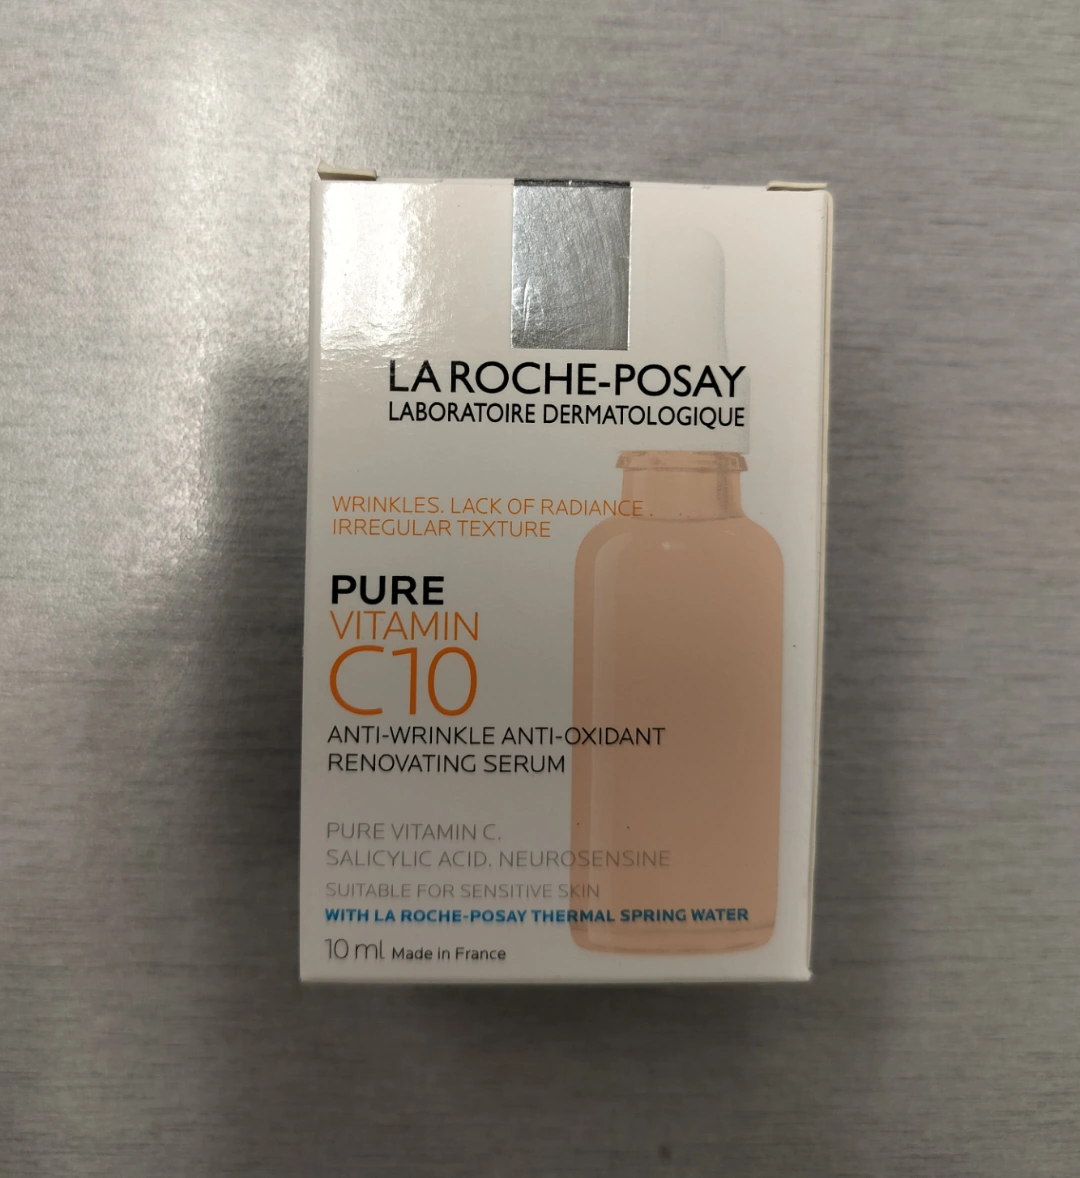 LA ROCHE-POSAY
LABORATOIRE DERMATOLOGIQUE
WRINKLES. LACK OF RADIANCE.
IRREGULAR TEXTURE
PURE
VITAMIN
C10
ANTI-WRINKLE ANTI-OXIDANT
RENOVATING SERUM
PURE VITAMIN C.
SALICYLIC ACID. NEUROSENSINE
SUITABLE FOR SENSITIVE SKIN
WITH LA ROCHE-POSAY THERMAL SPRING WATER
10 ml Made in France